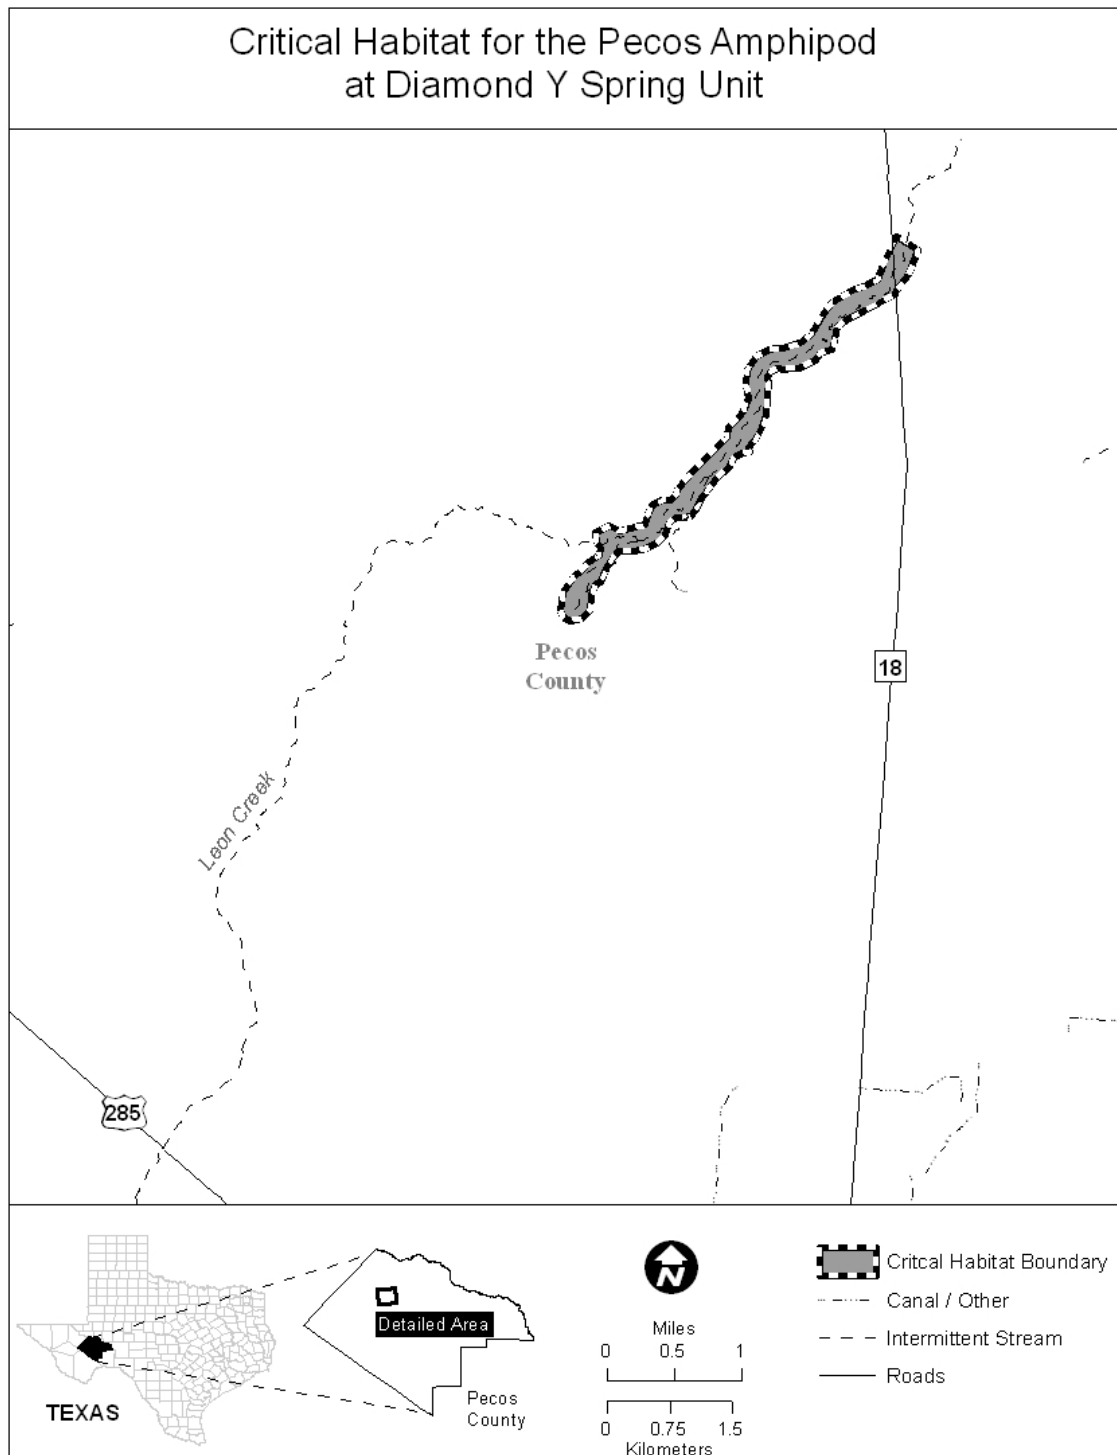 Critical Habitat for the Pecos Amphipod
at Diamond Y Spring Unit
Pecos
County
18
Leon Creek
285
TEXAS
Detailed Area
Pecos
County
N
Miles
0 0.5 1
0 0.75 1.5
Kilometers
Critcal Habitat Boundary
Canal / Other
Intermittent Stream
Roads